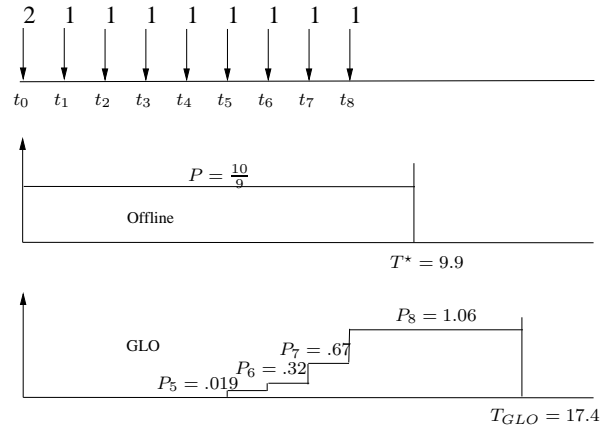 2 1 1 1 1 1 1 1 1
t₀ t₁ t₂ t₃ t₄ t₅ t₆ t₇ t₈
P = 10/9
Offline
T⋆ = 9.9
P₈ = 1.06
GLO
P₇ = .67
P₆ = .32
P₅ = .019
T_GLO = 17.4